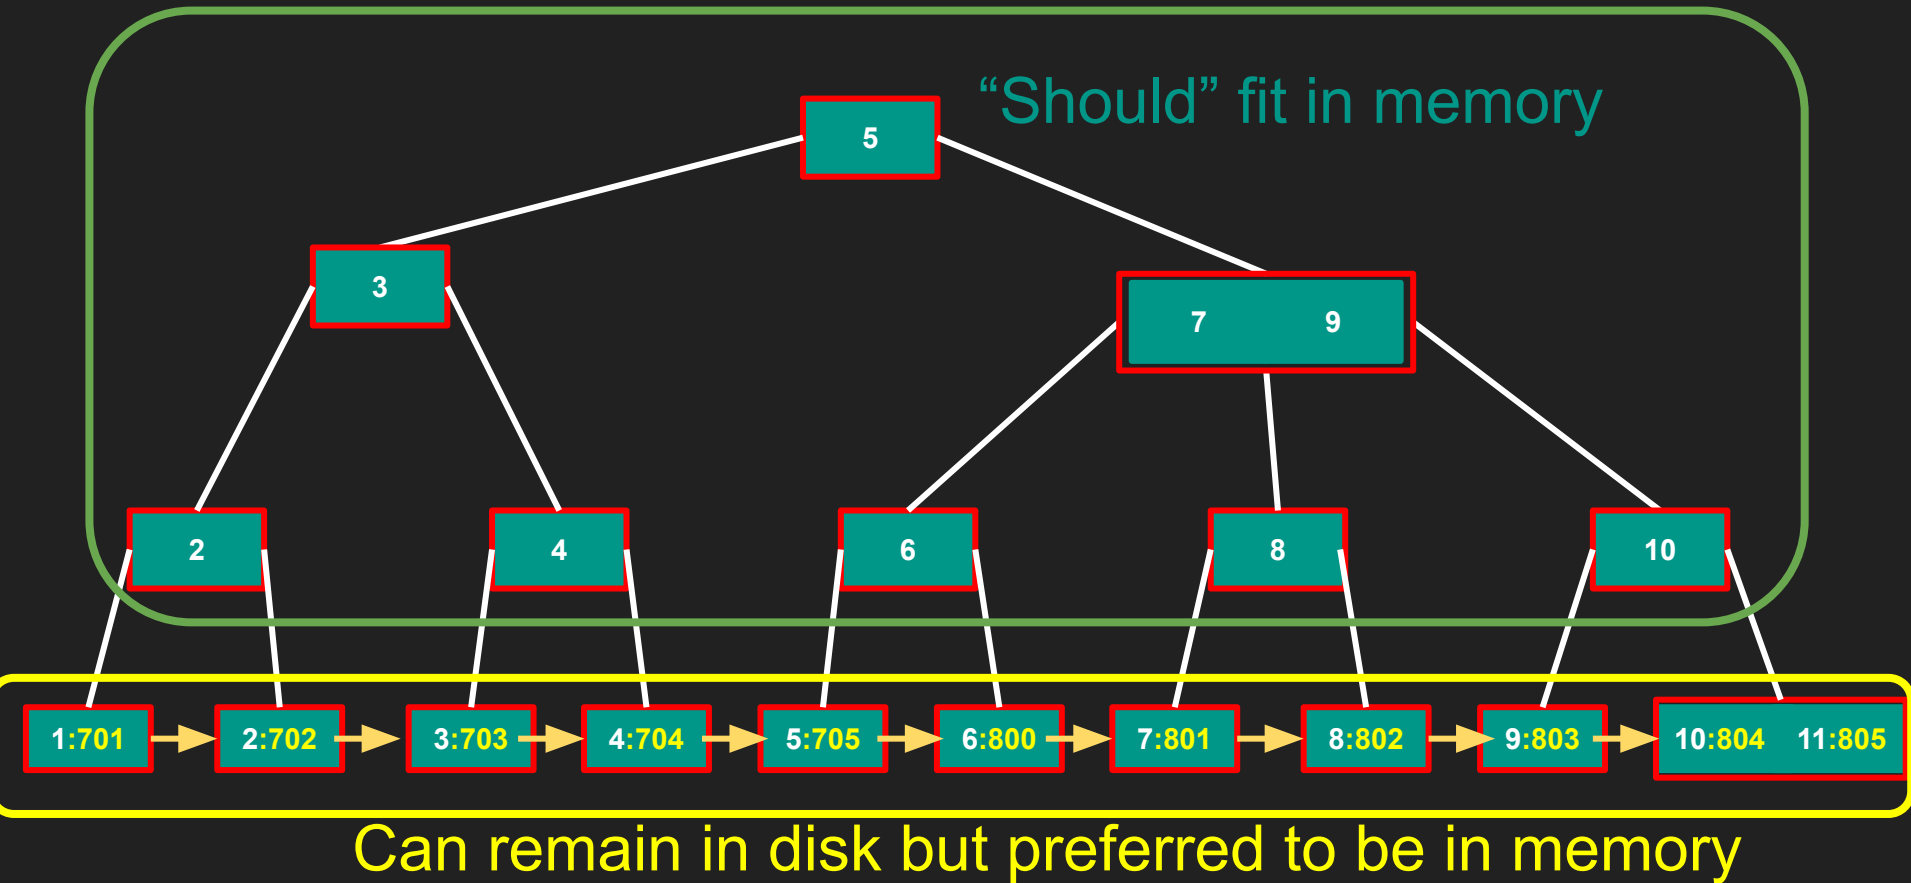 “Should” fit in memory
5
3
7 9
2 4 6 8 10
1:701 2:702 3:703 4:704 5:705 6:800 7:801 8:802 9:803 10:804 11:805
Can remain in disk but preferred to be in memory